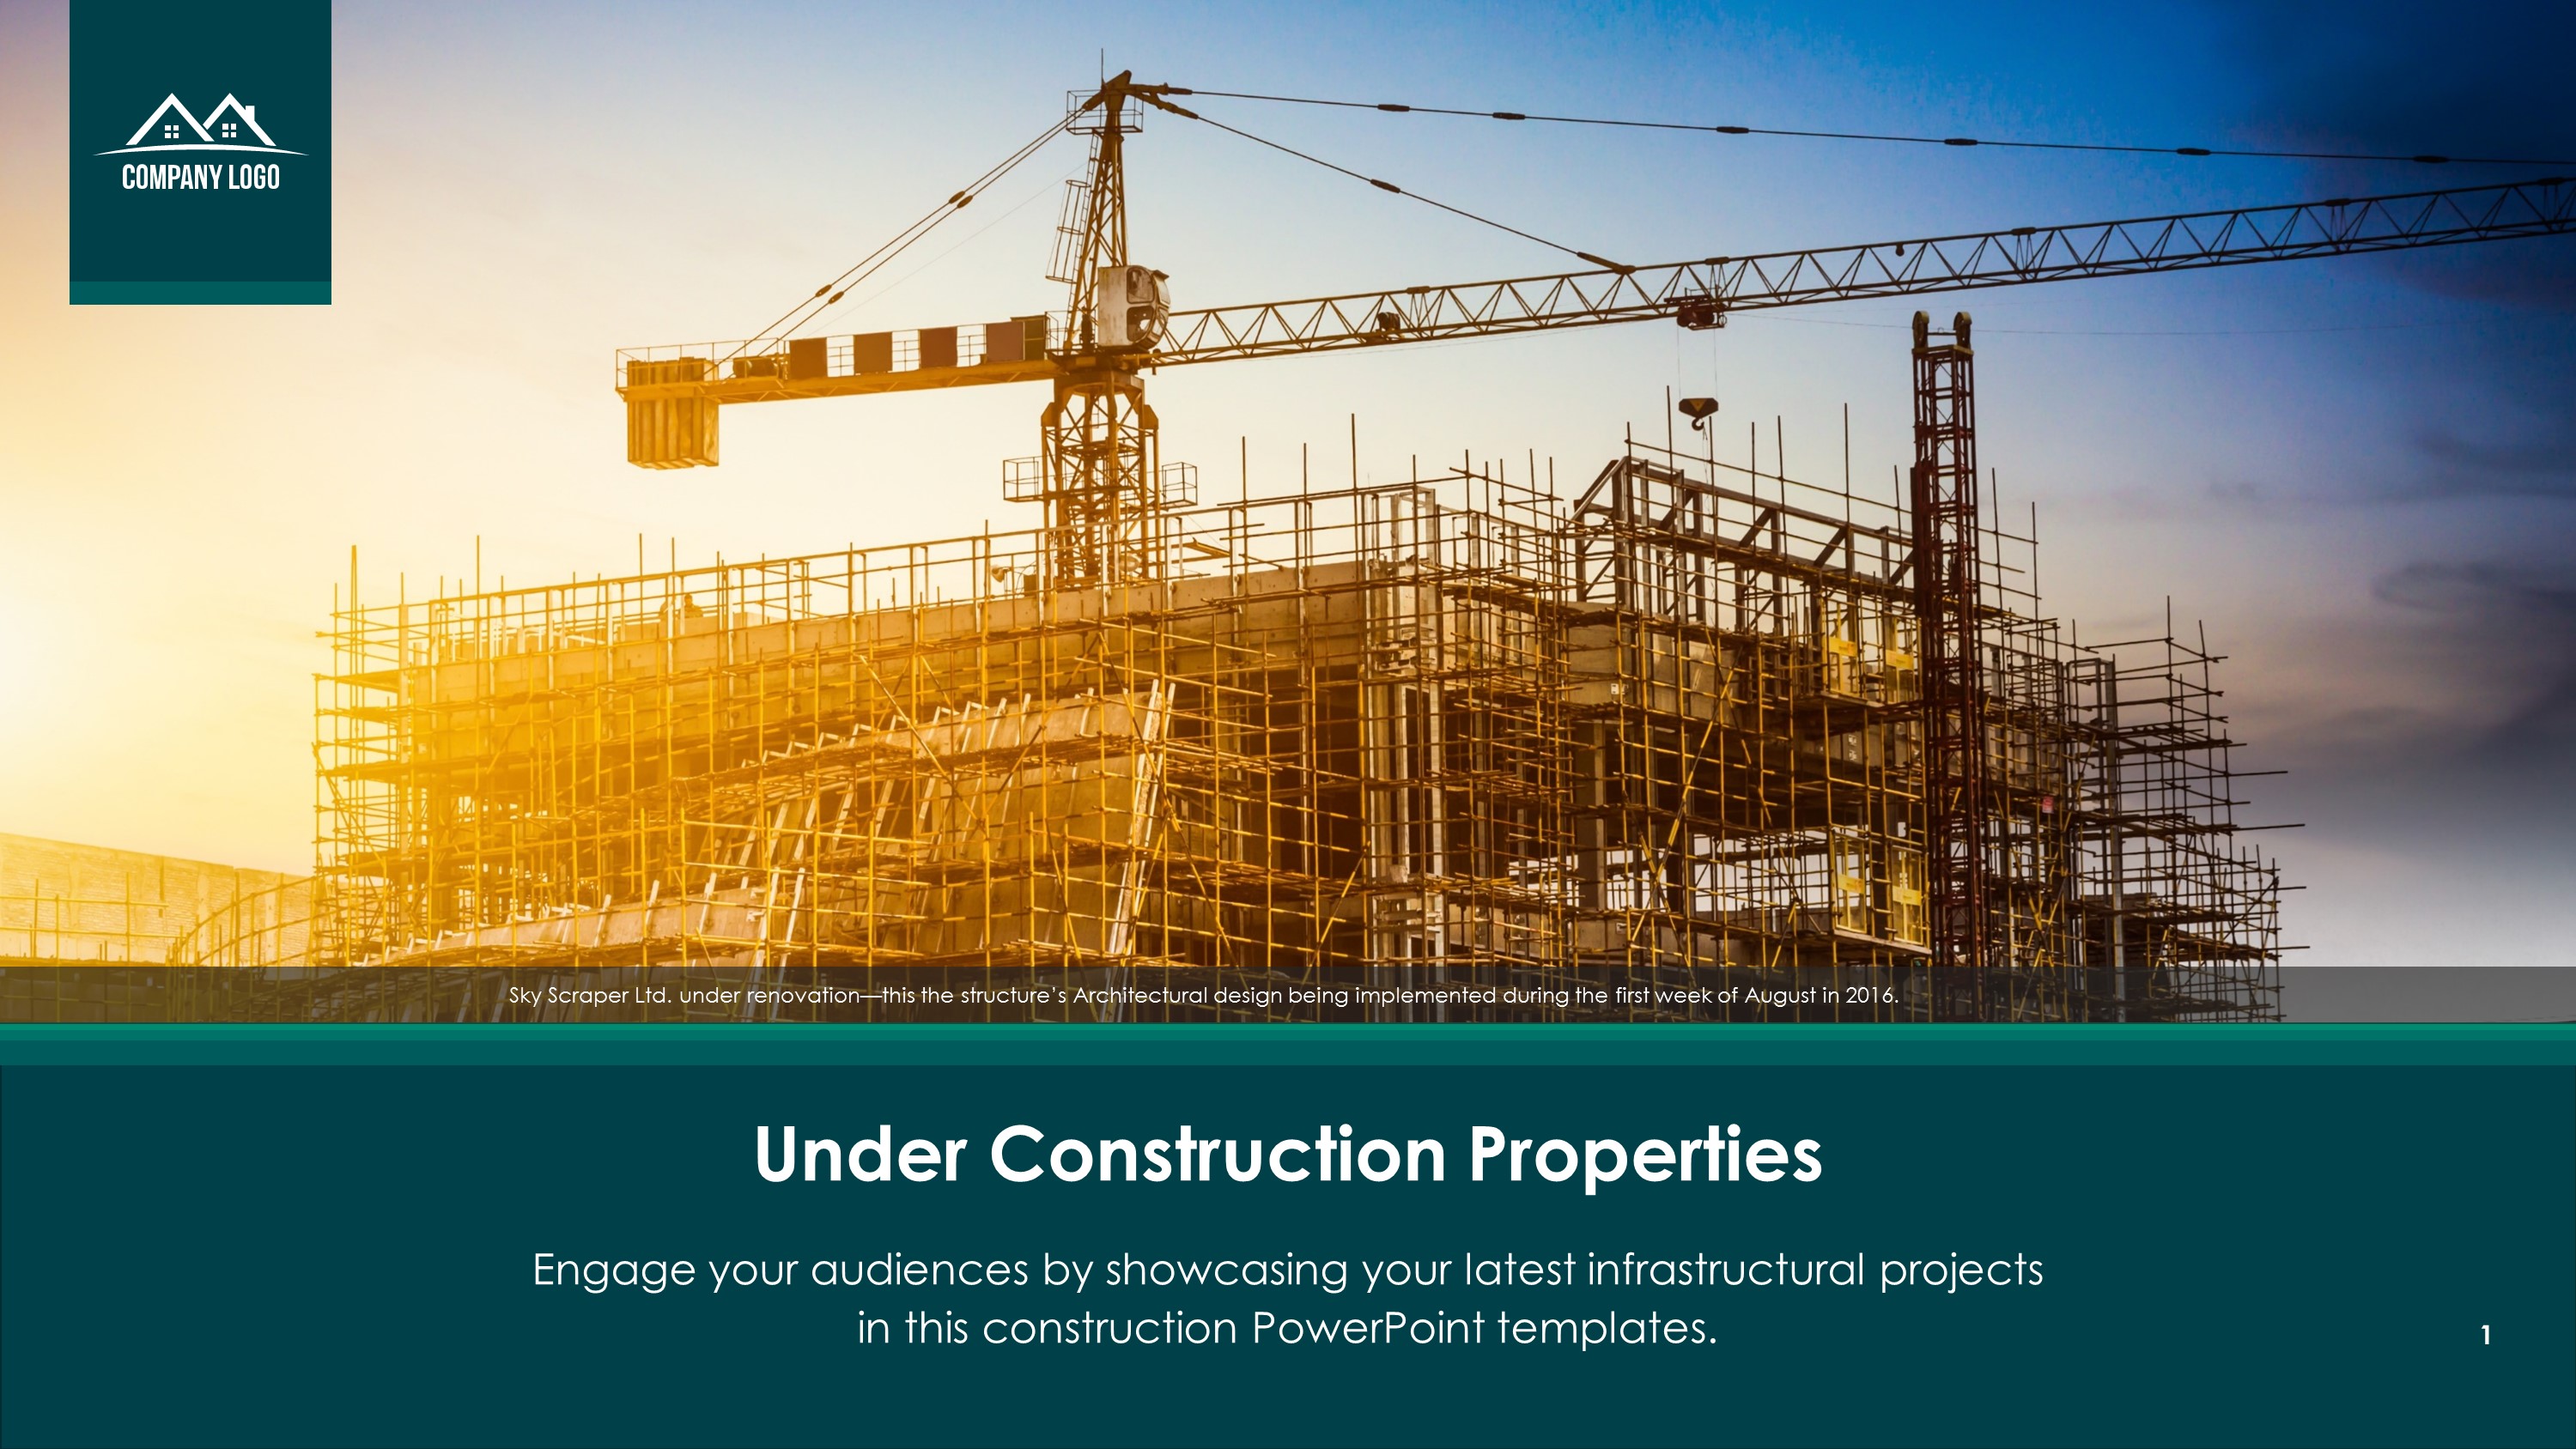 COMPANY LOGO
Sky Scraper Ltd. under renovation—this the structure’s Architectural design being implemented during the first week of August in 2016.
Under Construction Properties
Engage your audiences by showcasing your latest infrastructural projects
in this construction PowerPoint templates.
1